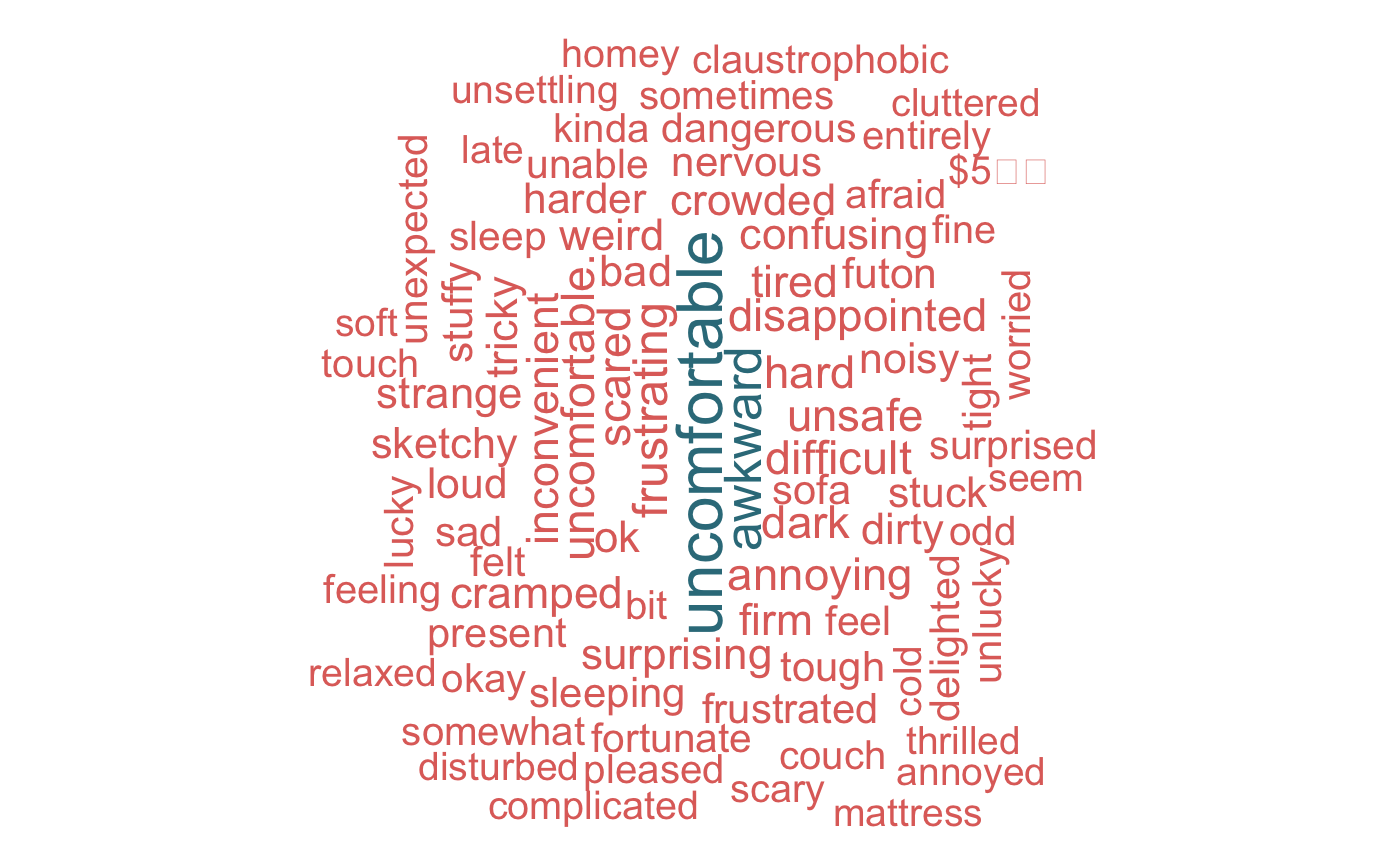 homey claustrophobic
unsettling sometimes cluttered
kinda dangerous entirely
late unable nervous $5
unexpected
harder crowded afraid
sleep weird confusing fine
bad tired futon
stuffy tricky
inconvenient uncomfortable. scared frustrating
uncomfortable
awkward
disappointed worried
soft
touch hard noisy tight
strange unsafe
sketchy difficult surprised
loud sofa stuck seem
lucky
sad ok dark dirty odd
felt annoying
feeling cramped bit firm feel
delighted unlucky
present
surprising tough cold
relaxed okay sleeping frustrated
somewhat fortunate couch thrilled
disturbed pleased scary annoyed
complicated mattress